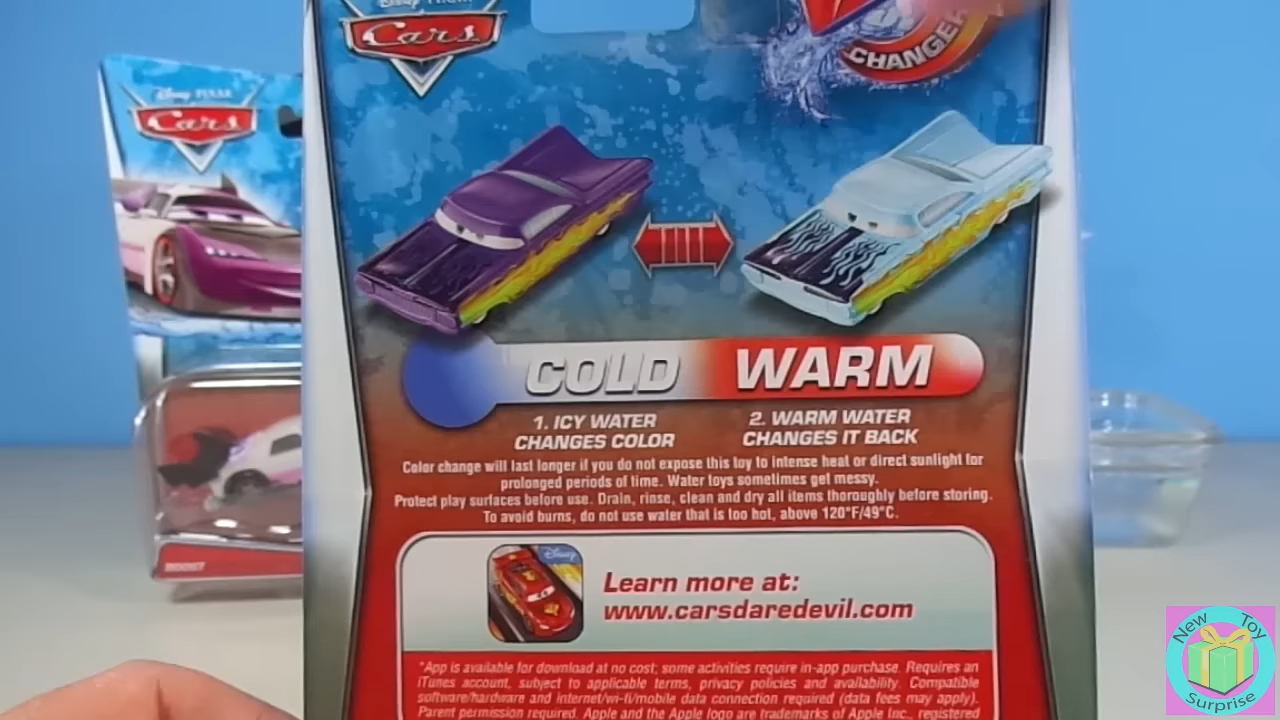 Disney PIXAR
Cars
CHANGER
Disney PIXAR
Cars
COLD WARM
1. ICY WATER
CHANGES COLOR
2. WARM WATER
CHANGES IT BACK
Color change will last longer if you do not expose this toy to intense heat or direct sunlight for
prolonged periods of time. Water toys sometimes get messy.
Protect play surfaces before use. Drain, rinse, clean and dry all items thoroughly before storing.
To avoid burns, do not use water that is too hot, above 120°F/49°C.
BOOST
Disney
Learn more at:
www.carsdaredevil.com
*App is available for download at no cost; some activities require in-app purchase. Requires an
iTunes account, subject to applicable terms, privacy policies and availability. Compatible
software/hardware and internet/wi-fi/mobile data connection required (data fees may apply).
Parent permission required. Apple and the Apple logo are trademarks of Apple Inc., registered
New Toy
Surprise